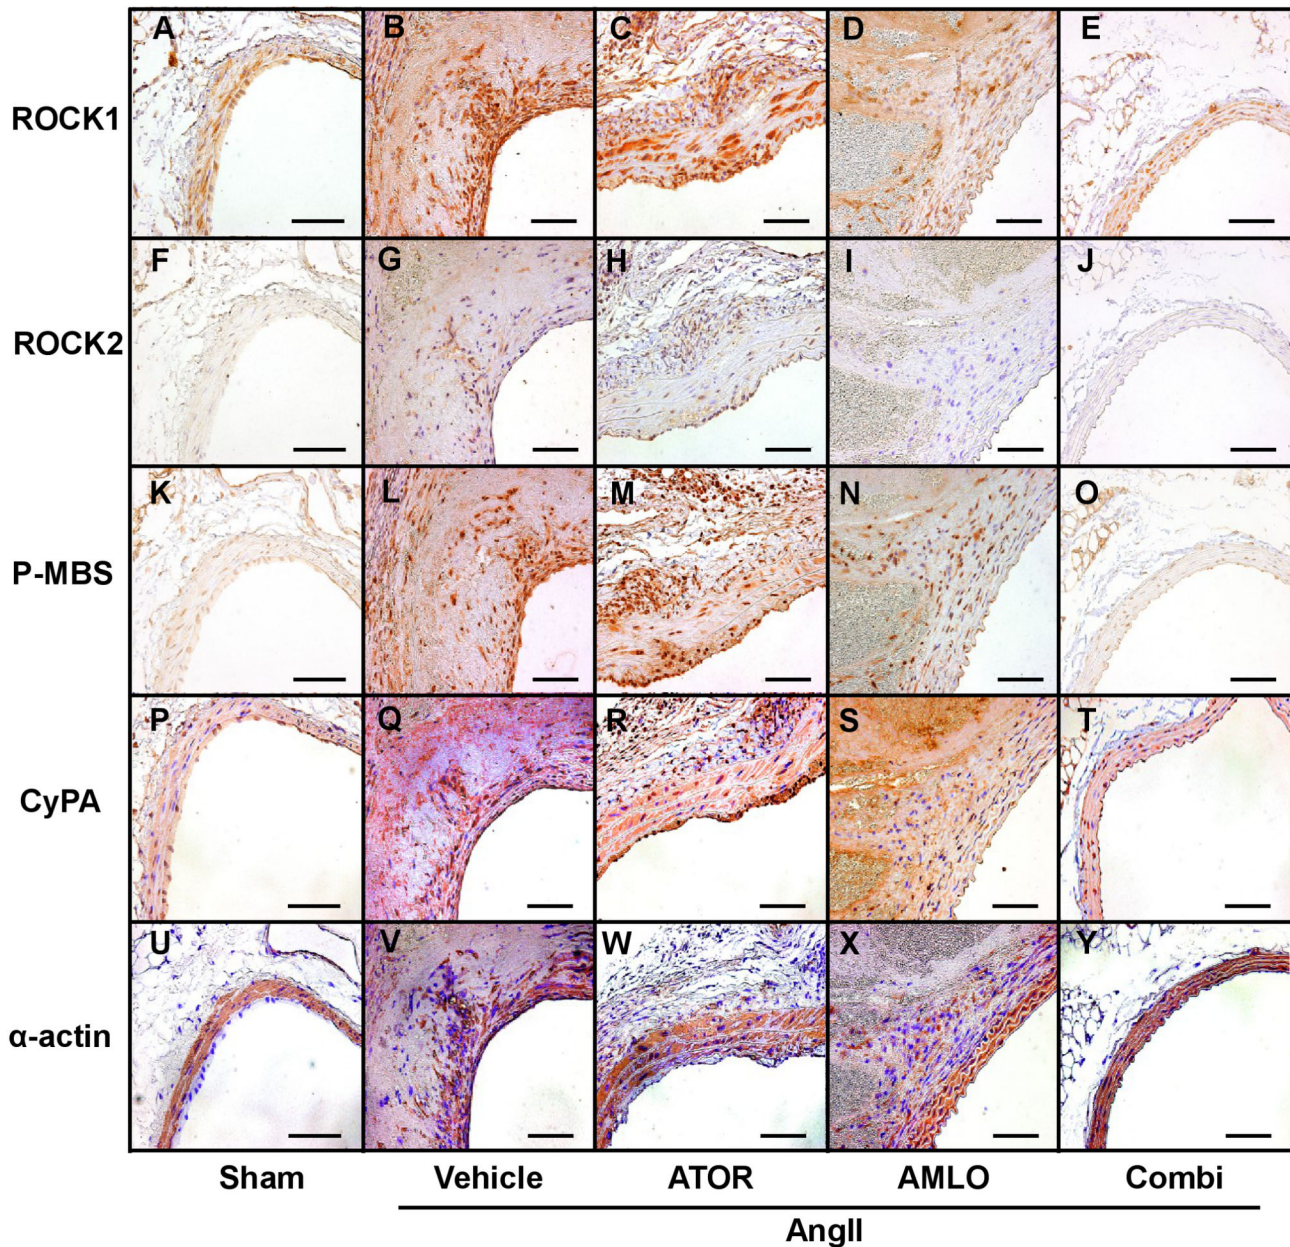 A B C D E
ROCK1
F G H I J
ROCK2
K L M N O
P-MBS
P Q R S T
CyPA
U V W X Y
α-actin
Sham Vehicle ATOR AMLO Combi
AngII